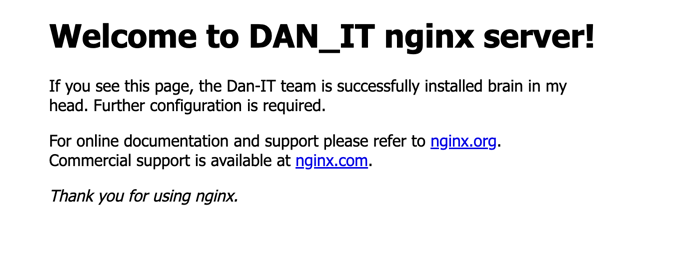 Welcome to DAN_IT nginx server!
If you see this page, the Dan-IT team is successfully installed brain in my
head. Further configuration is required.
For online documentation and support please refer to nginx.org.
Commercial support is available at nginx.com.
Thank you for using nginx.